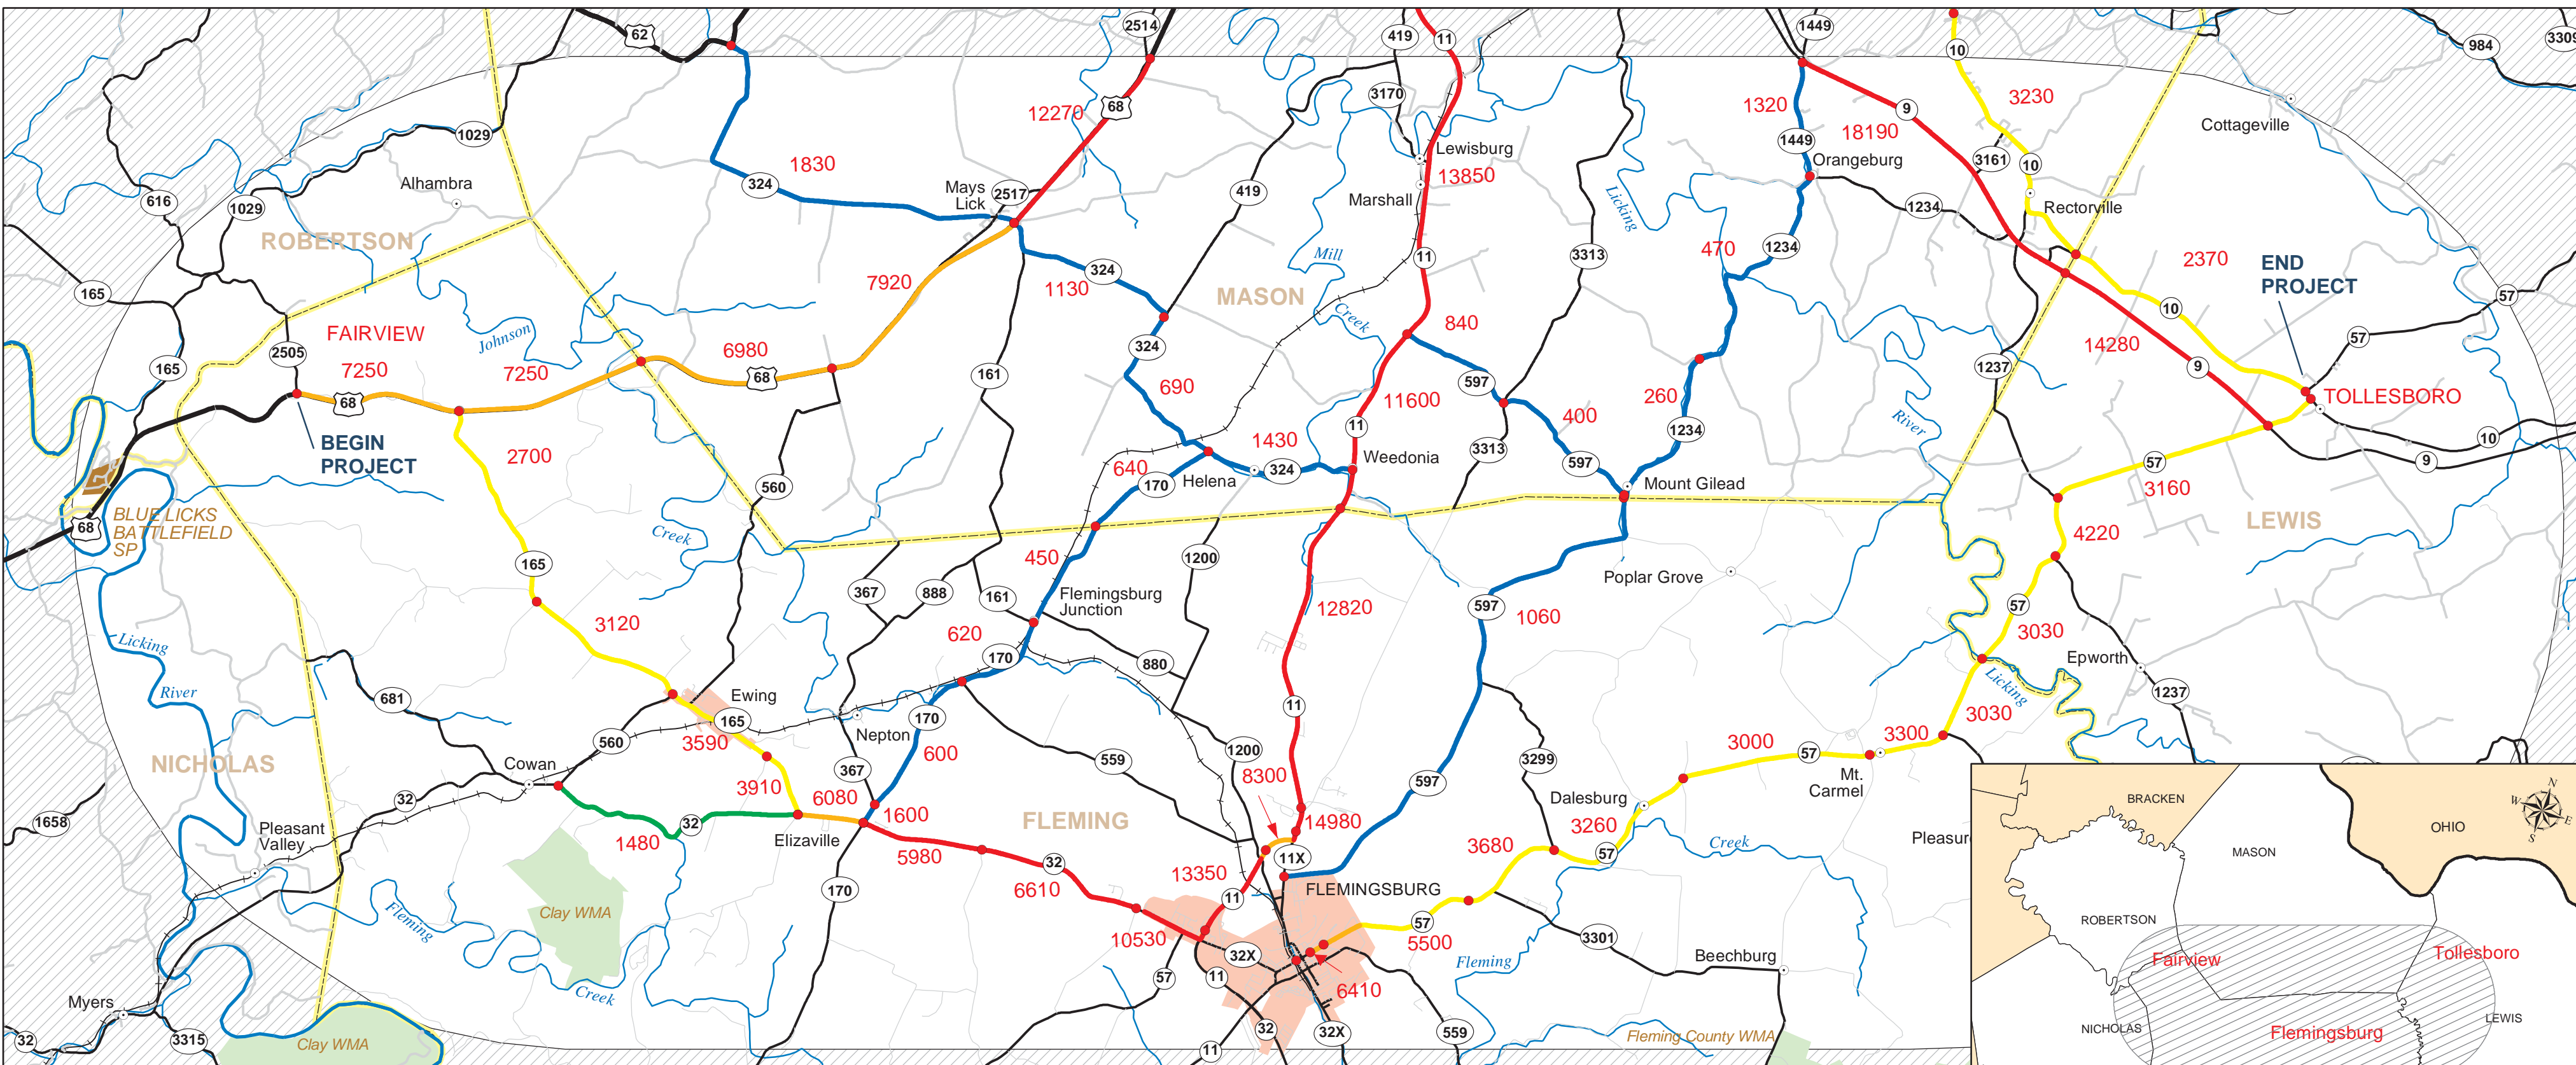 62
2514
419
11
1449
10
984
3309
68
12270
3170
1320
9
3230
18190
Cottageville
1029
Lewisburg
1449
3161
10
Orangeburg
1830
324
Mays
Lick
2517
13850
Marshall
419
Alhambra
616
1029
Licking
1234
Rectorville
ROBERTSON
3313
470
1234
Mill
11
2370
END
PROJECT
324
1130
7920
MASON
165
57
10
Creek
FAIRVIEW
Johnson
840
57
2505
324
6980
14280
165
7250
7250
68
690
597
1237
9
161
68
11600
260
400
TOLLESBORO
River
BEGIN
PROJECT
2700
1430
11
1234
10
3313
Weedonia
597
57
9
640
170
Helena
324
560
Mount Gilead
3160
68
BLUE LICKS
BATTLEFIELD
SP
Creek
LEWIS
4220
165
450
1200
Poplar Grove
367
888
161
Flemingsburg
Junction
12820
597
1060
57
3120
620
3030
Licking
170
880
Epworth
River
681
Ewing
Licking
1237
165
170
11
3030
560
3590
Nepton
NICHOLAS
1200
3000
57
3300
Cowan
367
600
559
3299
8300
Mt.
Carmel
3910
6080
597
Dalesburg
BRACKEN
32
1600
14980
OHIO
1658
Pleasant
Valley
32
1480
Elizaville
FLEMING
3260
Creek
Pleasur
MASON
5980
32
11X
3680
57
13350
6610
170
11
FLEMINGSBURG
Clay WMA
Fleming
10530
57
5500
3301
ROBERTSON
32X
Beechburg
Fairview
Tollesboro
57
11
Fleming
Creek
6410
Myers
LEWIS
NICHOLAS
Flemingsburg
32
3315
Clay WMA
32
32X
559
Fleming County WMA
11
N
W
E
S